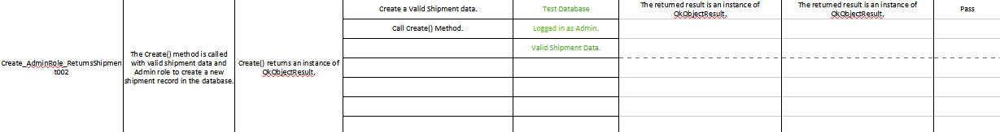 Create_AdminRole_ReturnsShipmen
t002
The Create() method is called
with valid shipment data and
Admin role to create a new
shipment record in the database.
Create() returns an instance of
OkObjectResult.
Create a Valid Shipment data.
Call Create() Method.
Test Database
Logged in as Admin.
Valid Shipment Data.
The returned result is an instance of
OkObjectResult.
The returned result is an instance of
OkObjectResult.
Pass